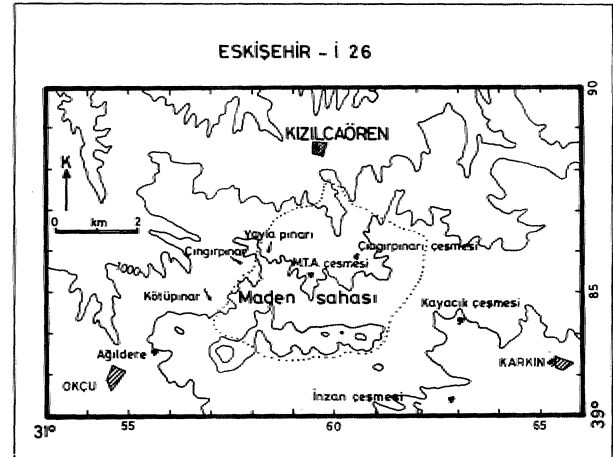 ESKİŞEHİR - İ 26
90
KIZILCAÖREN
K
0 km 2
Yayla pınarı
Çıngırpınar
Çıngırpınarı çeşmesi
M.T.A. çeşmesi
1000
Kötüpınar
Maden sahası
85
Kayacık çeşmesi
Ağıldere
KARKIN
OKÇU
İnzan çeşmesi
31° 55 60 65 39°